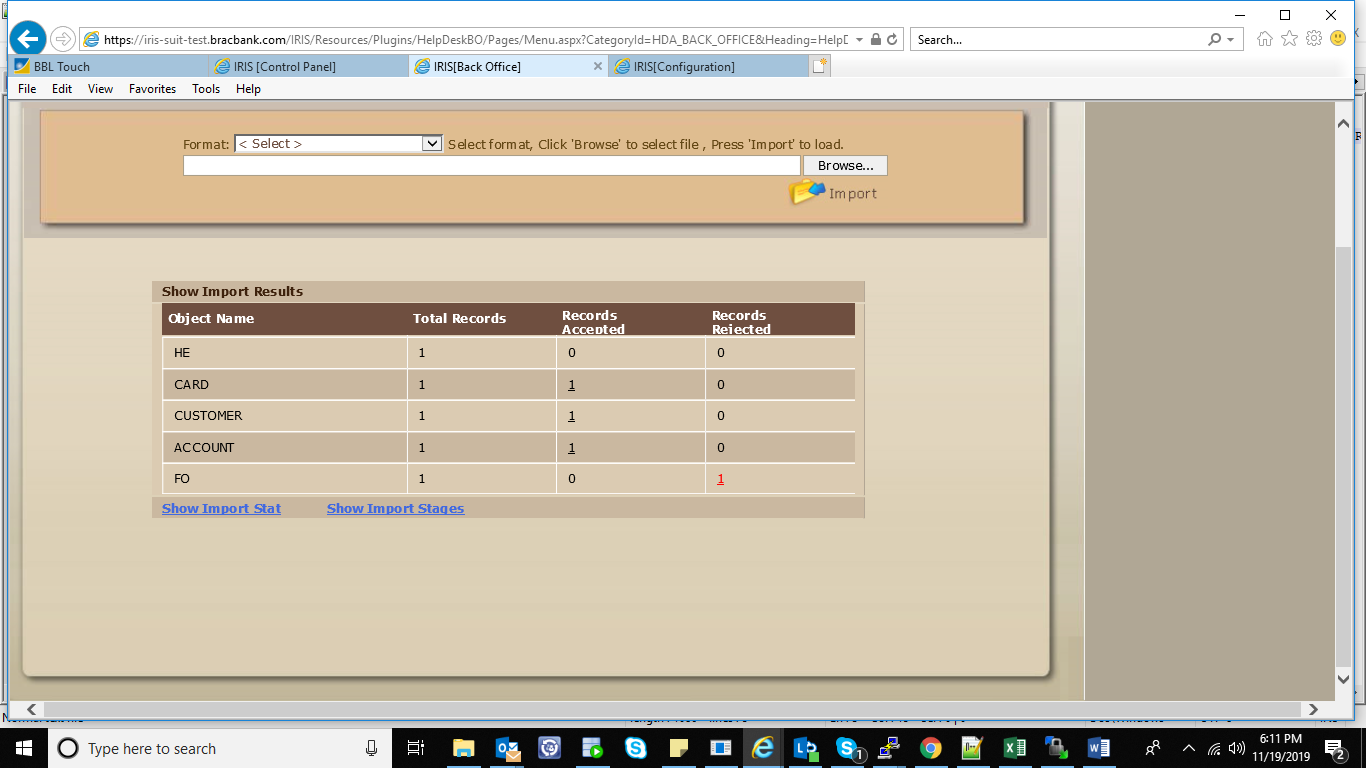 https://iris-suit-test.bracbank.com/IRIS/Resources/Plugins/HelpDeskBO/Pages/Menu.aspx?CategoryId=HDA_BACK_OFFICE&Heading=HelpD Search...
BBL Touch IRIS [Control Panel] IRIS[Back Office] IRIS[Configuration]
File Edit View Favorites Tools Help
Format: < Select > Select format, Click 'Browse' to select file , Press 'Import' to load.
Browse...
Import
Show Import Results
Object Name Total Records Records Accepted Records Rejected
HE 1 0 0
CARD 1 1 0
CUSTOMER 1 1 0
ACCOUNT 1 1 0
FO 1 0 1
Show Import Stat Show Import Stages
Type here to search
1
6:11 PM
11/19/2019
2